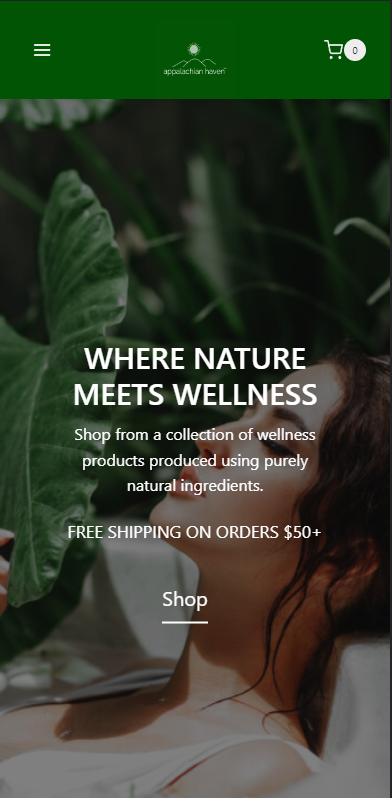 appalachian haven
0
WHERE NATURE
MEETS WELLNESS
Shop from a collection of wellness
products produced using purely
natural ingredients.
FREE SHIPPING ON ORDERS $50+
Shop